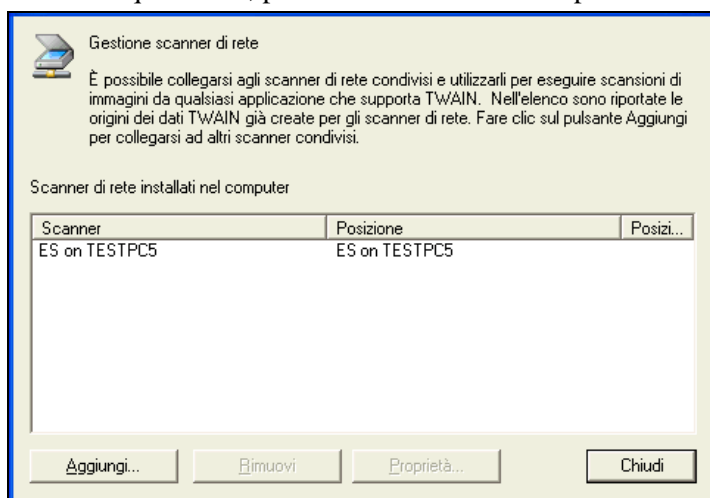 Gestione scanner di rete
È possibile collegarsi agli scanner di rete condivisi e utilizzarli per eseguire scansioni di
immagini da qualsiasi applicazione che supporta TWAIN. Nell'elenco sono riportate le
origini dei dati TWAIN già create per gli scanner di rete. Fare clic sul pulsante Aggiungi
per collegarsi ad altri scanner condivisi.
Scanner di rete installati nel computer
Scanner Posizione Posizi...
ES on TESTPC5 ES on TESTPC5
Aggiungi... Rimuovi Proprietà... Chiudi